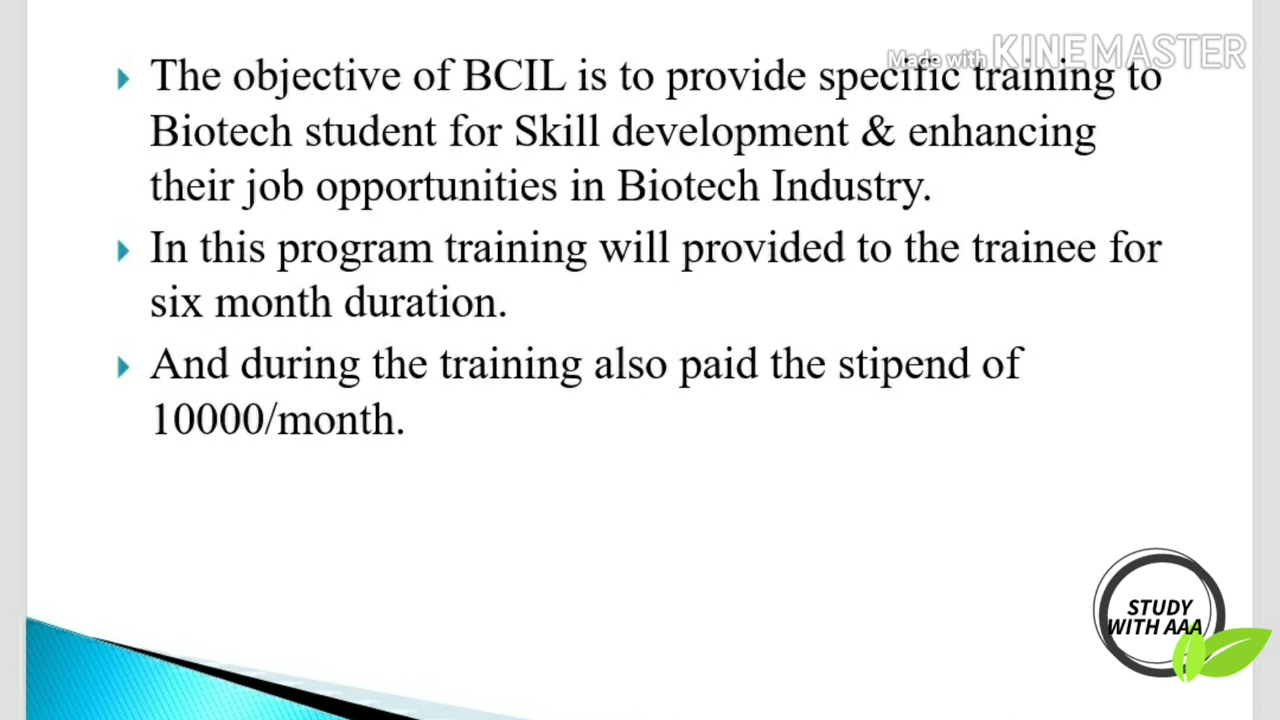 Made with KINEMASTER
The objective of BCIL is to provide specific training to
Biotech student for Skill development & enhancing
their job opportunities in Biotech Industry.
In this program training will provided to the trainee for
six month duration.
And during the training also paid the stipend of
10000/month.
STUDY
WITH AAA